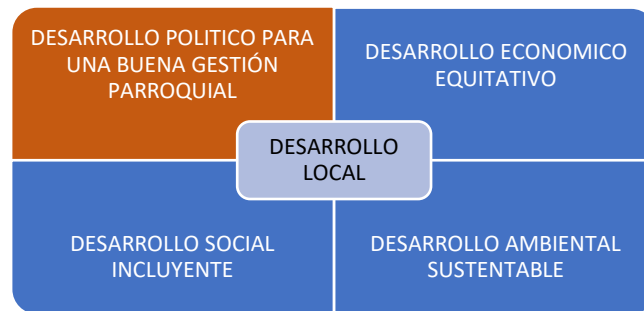 DESARROLLO POLITICO PARA
UNA BUENA GESTIÓN
PARROQUIAL
DESARROLLO ECONOMICO
EQUITATIVO
DESARROLLO
LOCAL
DESARROLLO SOCIAL
INCLUYENTE
DESARROLLO AMBIENTAL
SUSTENTABLE